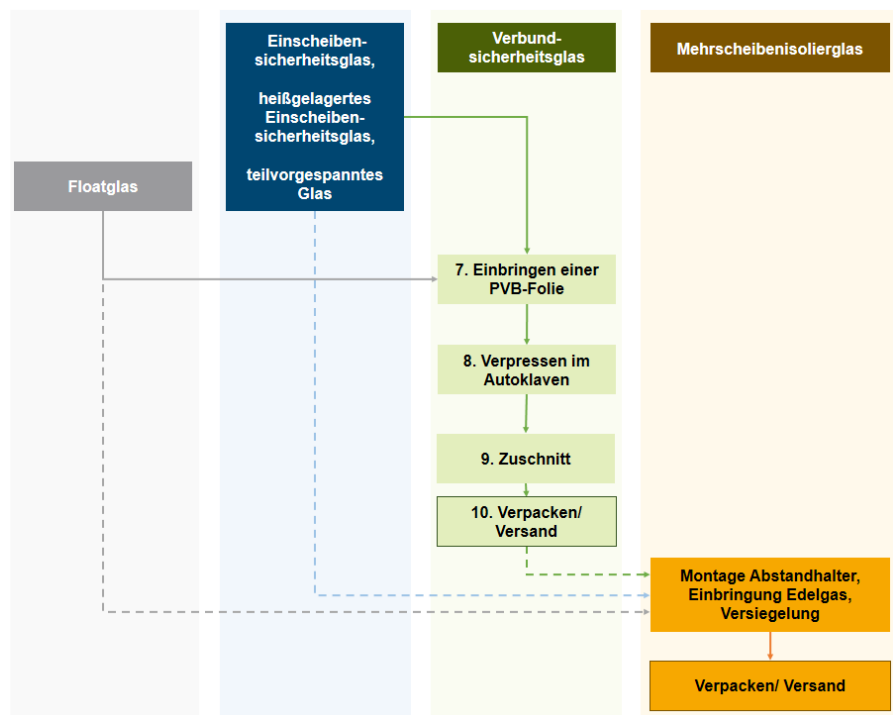 Floatglas
Einscheiben-
sicherheitsglas,
heißgelagertes
Einscheiben-
sicherheitsglas,
teilvorgespanntes
Glas
Verbund-
sicherheitsglas
7. Einbringen einer
PVB-Folie
8. Verpressen im
Autoklaven
9. Zuschnitt
10. Verpacken/
Versand
Mehrscheibenisolierglas
Montage Abstandhalter,
Einbringung Edelgas,
Versiegelung
Verpacken/ Versand